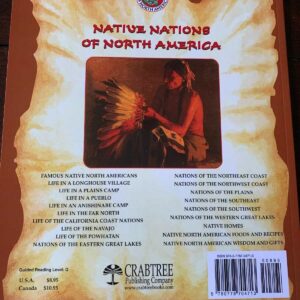 NATIVE NATIONS
OF NORTH AMERICA
FAMOUS NATIVE NORTH AMERICANS
LIFE IN A LONGHOUSE VILLAGE
LIFE IN A PLAINS CAMP
LIFE IN A PUEBLO
LIFE IN AN ANISHINABE CAMP
LIFE IN THE FAR NORTH
LIFE OF THE CALIFORNIA COAST NATIONS
LIFE OF THE NAVAJO
LIFE OF THE POWHATAN
NATIONS OF THE EASTERN GREAT LAKES
NATIONS OF THE NORTHEAST COAST
NATIONS OF THE NORTHWEST COAST
NATIONS OF THE PLAINS
NATIONS OF THE SOUTHEAST
NATIONS OF THE SOUTHWEST
NATIONS OF THE WESTERN GREAT LAKES
NATIVE HOMES
NATIVE NORTH AMERICAN FOODS AND RECIPES
NATIVE NORTH AMERICAN WISDOM AND GIFTS
Guided Reading Level: Q
U.S.A. $8.95
Canada $10.95
CRABTREE
Publishing Company
www.crabtreebooks.com